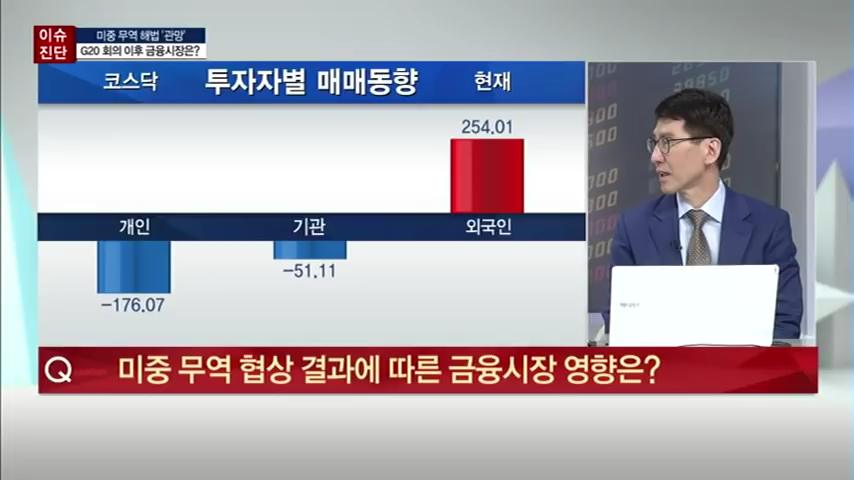 이슈
진단
미중 무역 해법 '관망'
G20 회의 이후 금융시장은?
코스닥 투자자별 매매동향 현재
254.01
개인 기관 외국인
-51.11
-176.07
Q 미중 무역 협상 결과에 따른 금융시장 영향은?